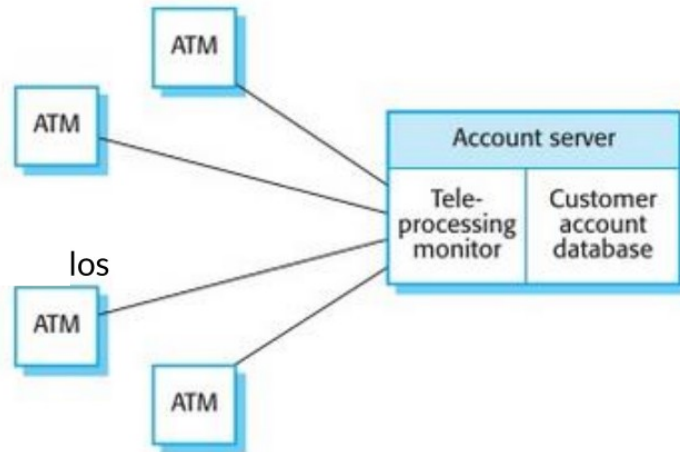 ATM
ATM
Account server
Tele-
processing
monitor
Customer
account
database
los
ATM
ATM